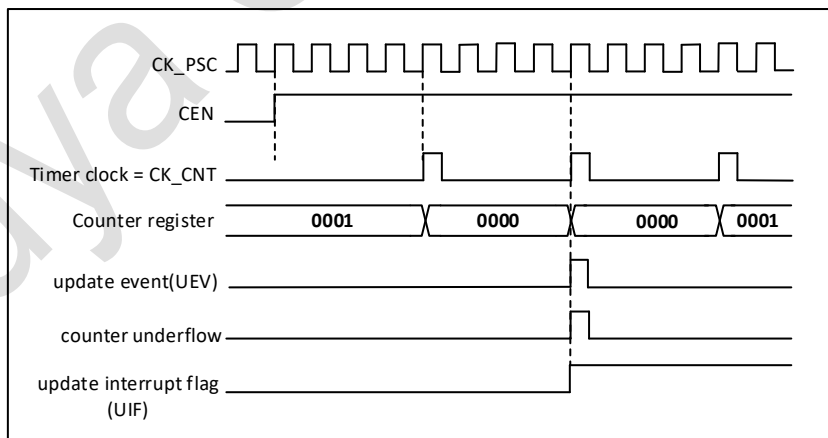 CK_PSC
CEN
Timer clock = CK_CNT
Counter register
0001 0000 0000 0001
update event(UEV)
counter underflow
update interrupt flag
(UIF)